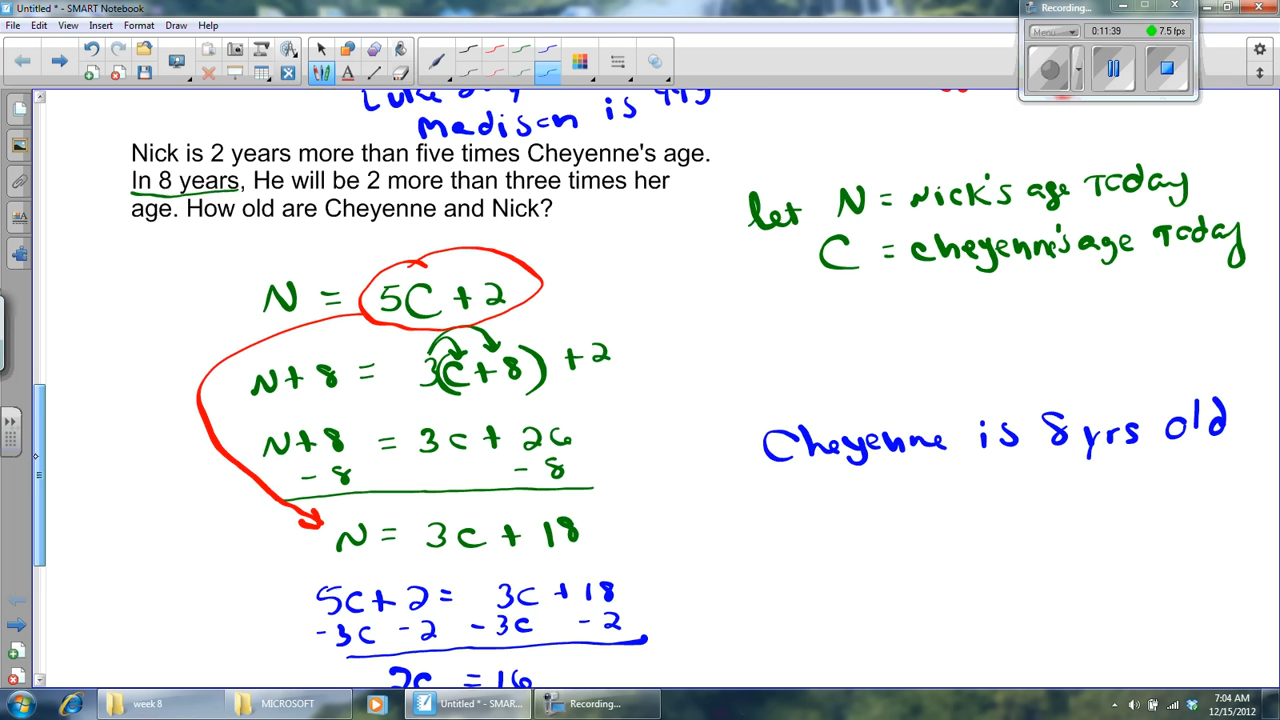 Untitled * - SMART Notebook
File Edit View Insert Format Draw Help
Recording...
Menu 0:11:39 7.5 fps
Madison is
Nick is 2 years more than five times Cheyenne's age.
In 8 years, He will be 2 more than three times her
age. How old are Cheyenne and Nick?
let N = Nick's age Today
C = Cheyenne's age Today
N = 5C + 2
N + 8 = 3(C + 8) + 2
N + 8 = 3C + 26
- 8 - 8
N = 3C + 18
5C + 2 = 3C + 18
- 3C - 2 - 3C - 2
2C = 16
Cheyenne is 8 yrs old
week 8 MICROSOFT Untitled * - SMAR... Recording...
7:04 AM
12/15/2012